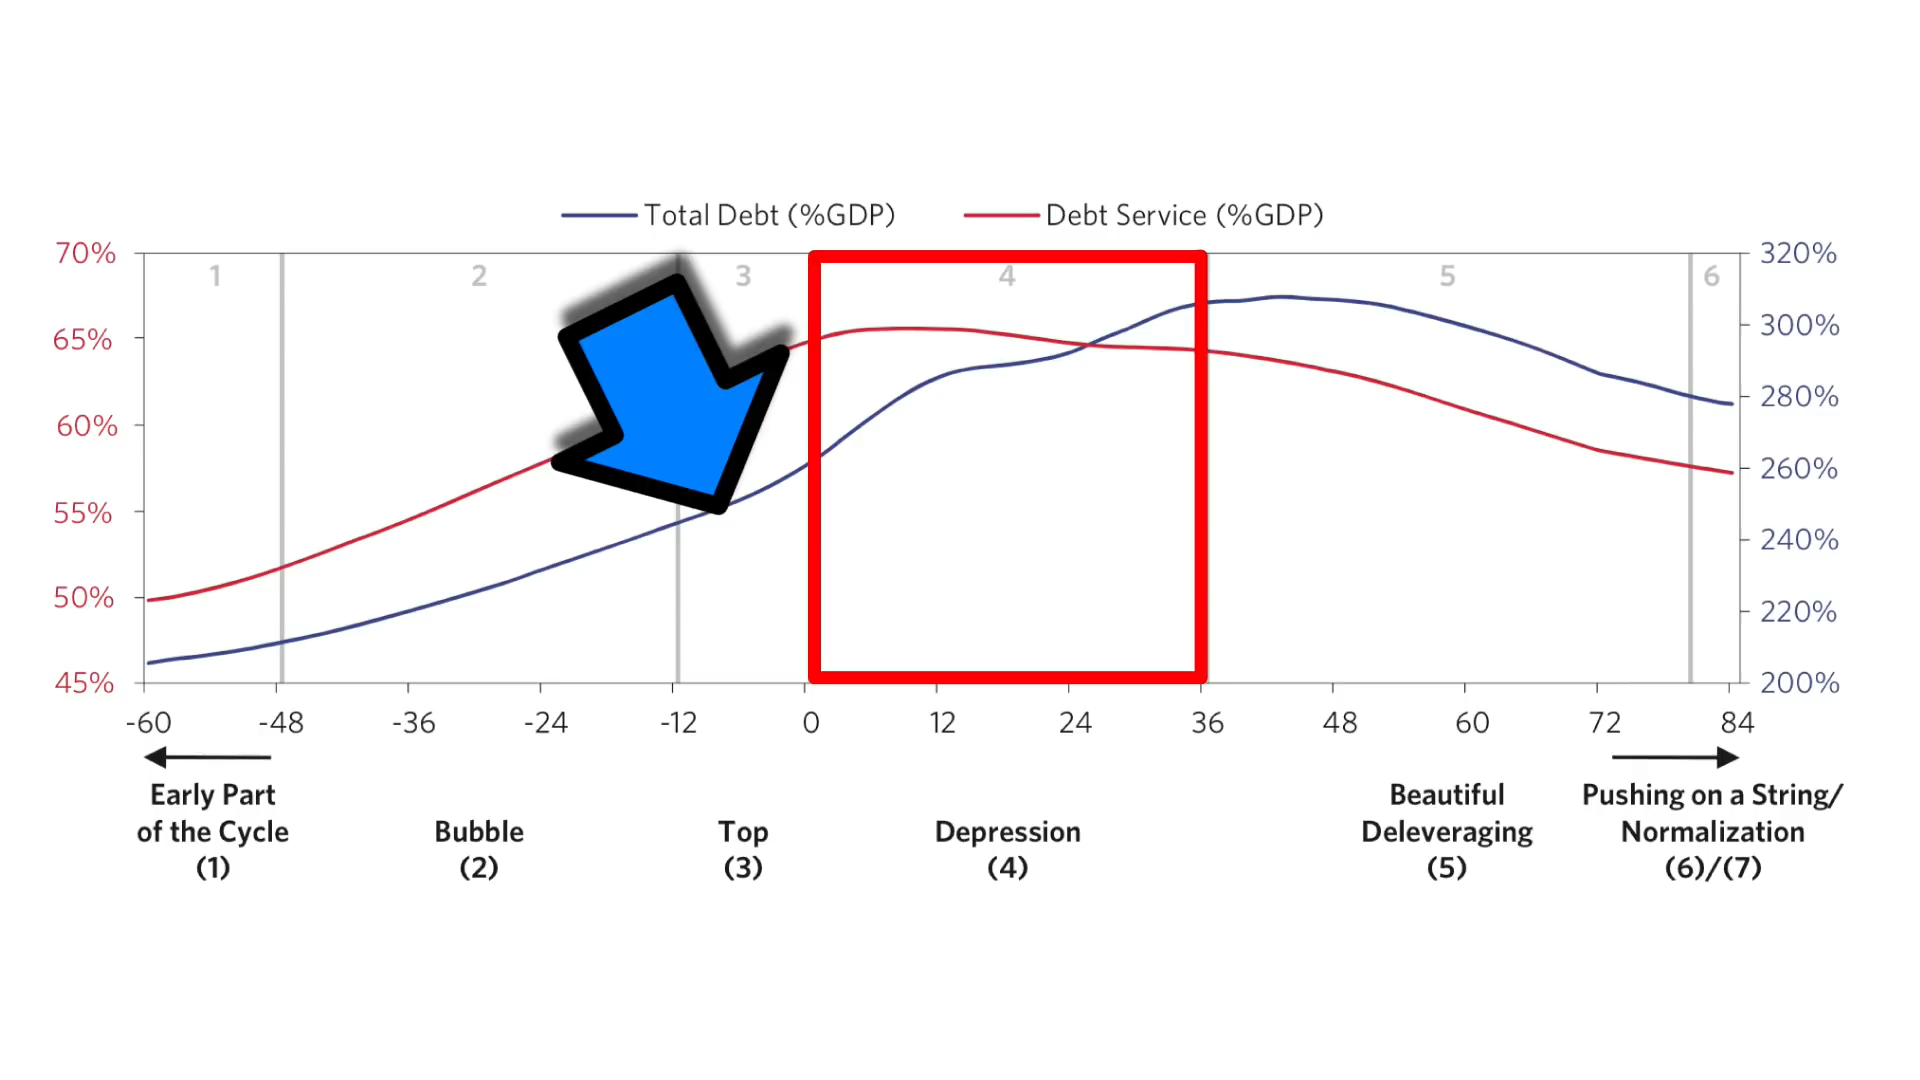 Total Debt (%GDP) Debt Service (%GDP)
70% 320%
1 2 3 4 5 6
65% 300%
60% 280%
55% 260%
50% 240%
45% 220%
200%
-60 -48 -36 -24 -12 0 12 24 36 48 60 72 84
Early Part
of the Cycle
(1)
Bubble
(2)
Top
(3)
Depression
(4)
Beautiful
Deleveraging
(5)
Pushing on a String/
Normalization
(6)/(7)